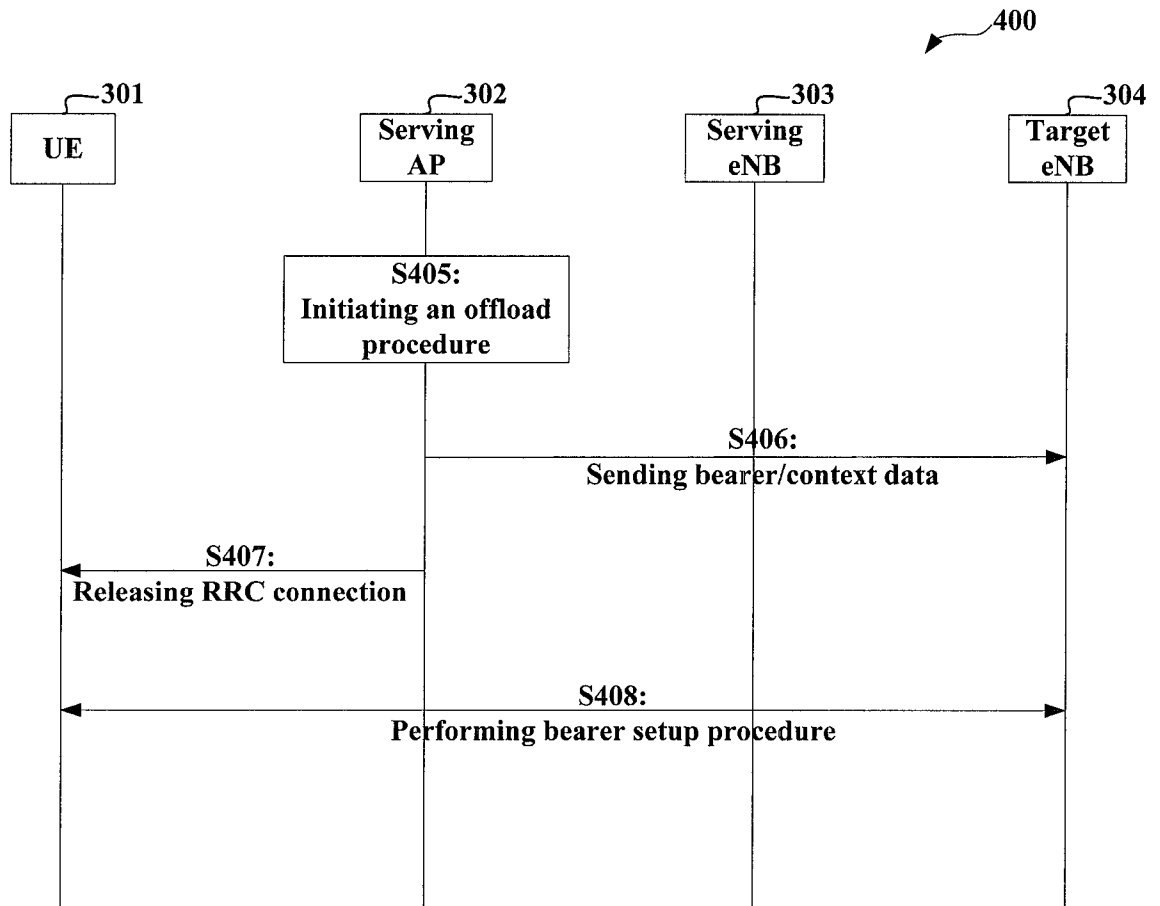 400
301
302
303
304
UE
Serving
AP
Serving
eNB
Target
eNB
S405:
Initiating an offload
procedure
S406:
Sending bearer/context data
S407:
Releasing RRC connection
S408:
Performing bearer setup procedure